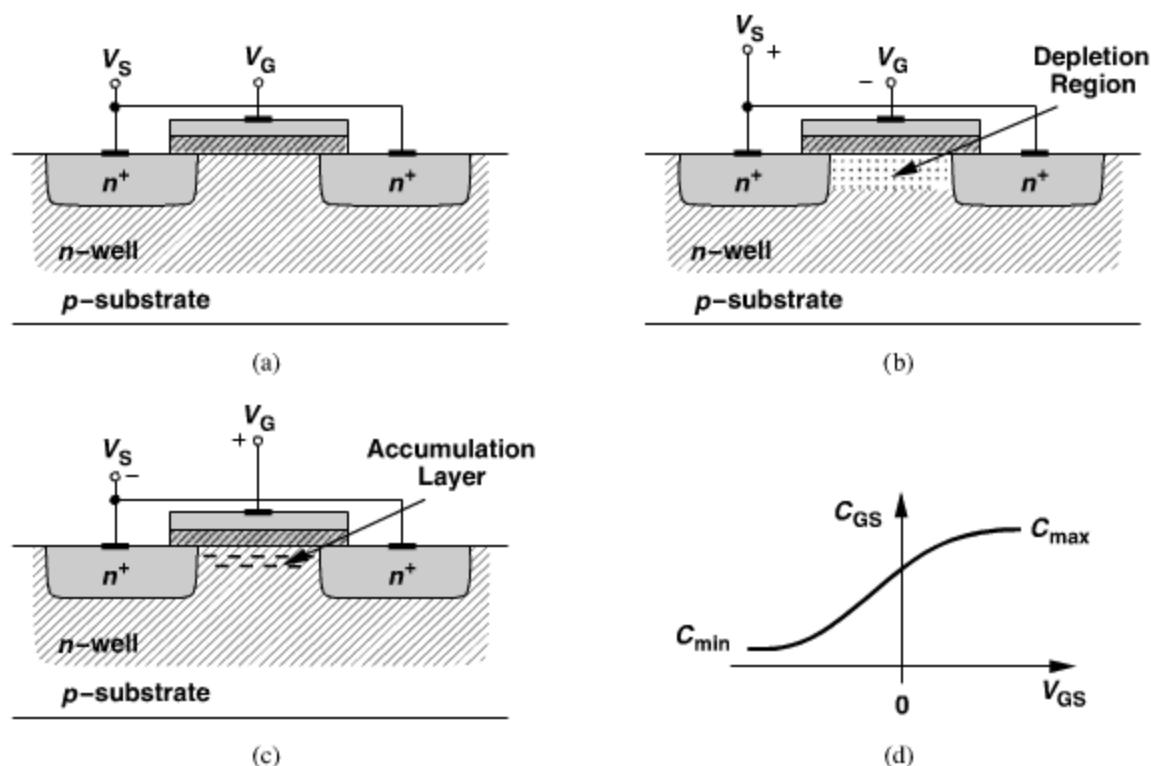 V_S
V_G
n+
n+
n–well
p–substrate
(a)
V_S
+
– V_G
Depletion
Region
n+
n+
n–well
p–substrate
(b)
V_G
+
V_S
–
Accumulation
Layer
n+
n+
n–well
p–substrate
(c)
C_GS
C_max
C_min
0
V_GS
(d)